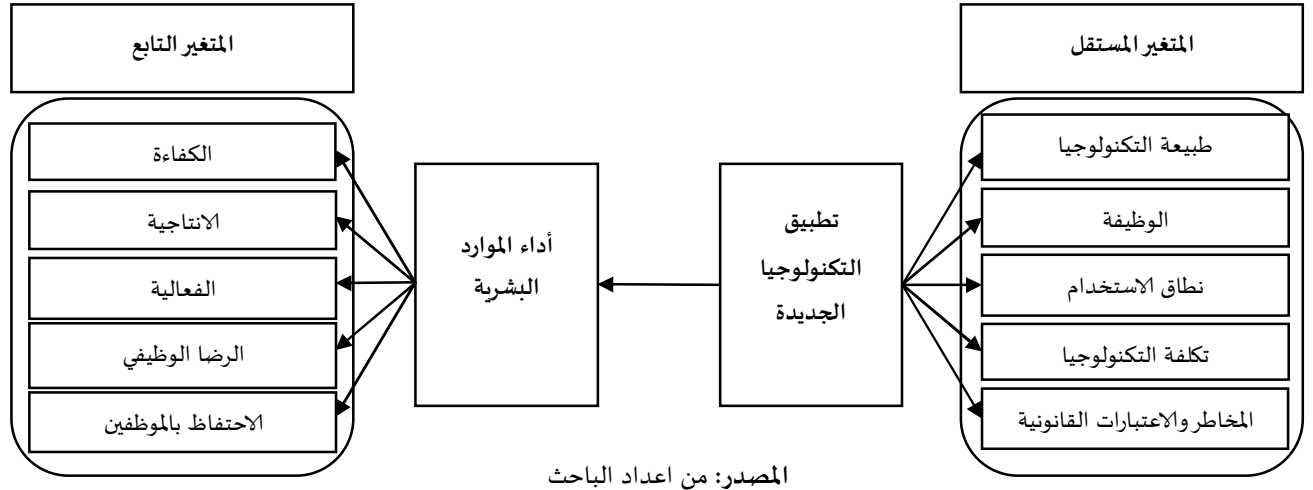 المتغير المستقل
المتغير التابع
طبيعة التكنولوجيا
الوظيفة
نطاق الاستخدام
تكلفة التكنولوجيا
المخاطر والاعتبارات القانونية
تطبيق
التكنولوجيا
الجديدة
أداء الموارد
البشرية
الكفاءة
الانتاجية
الفعالية
الرضا الوظيفي
الاحتفاظ بالموظفين
المصدر: من اعداد الباحث